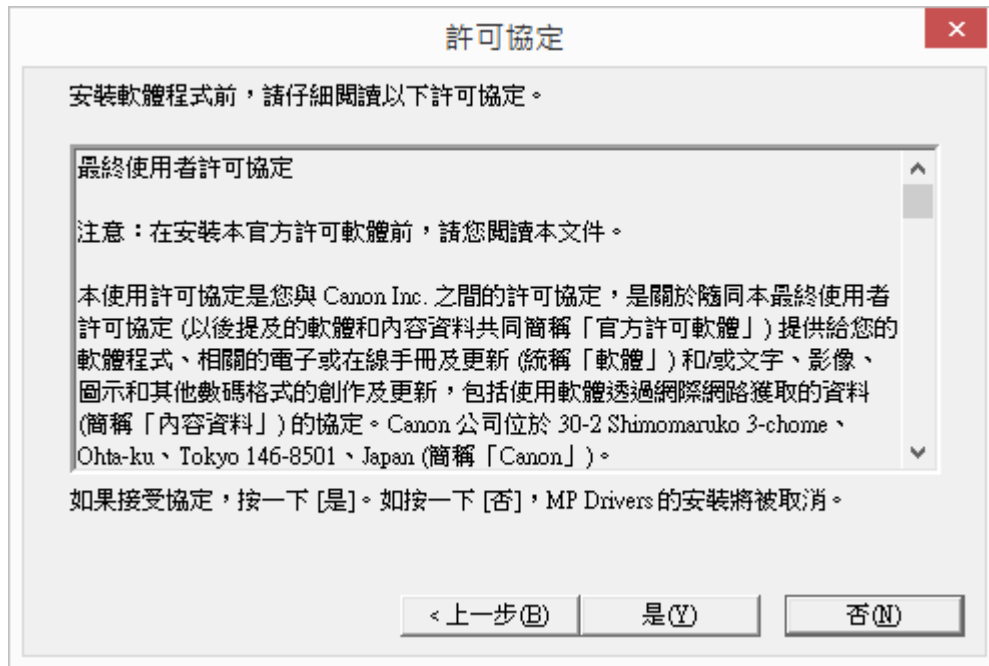 許可協定
安裝軟體程式前，請仔細閱讀以下許可協定。
最終使用者許可協定
注意：在安裝本官方許可軟體前，請您閱讀本文件。
本使用許可協定是您與 Canon Inc. 之間的許可協定，是關於隨同本最終使用者
許可協定 (以後提及的軟體和內容資料共同簡稱「官方許可軟體」) 提供給您的
軟體程式、相關的電子或在線手冊及更新 (統稱「軟體」) 和/或文字、影像、
圖示和其他數碼格式的創作及更新，包括使用軟體透過網際網路獲取的資料
(簡稱「內容資料」) 的協定。Canon 公司位於 30-2 Shimomaruko 3-chome、
Ohta-ku、Tokyo 146-8501、Japan (簡稱「Canon」)。
如果接受協定，按一下 [是]。如按一下 [否]，MP Drivers 的安裝將被取消。
<上一步(B) 是(Y) 否(N)